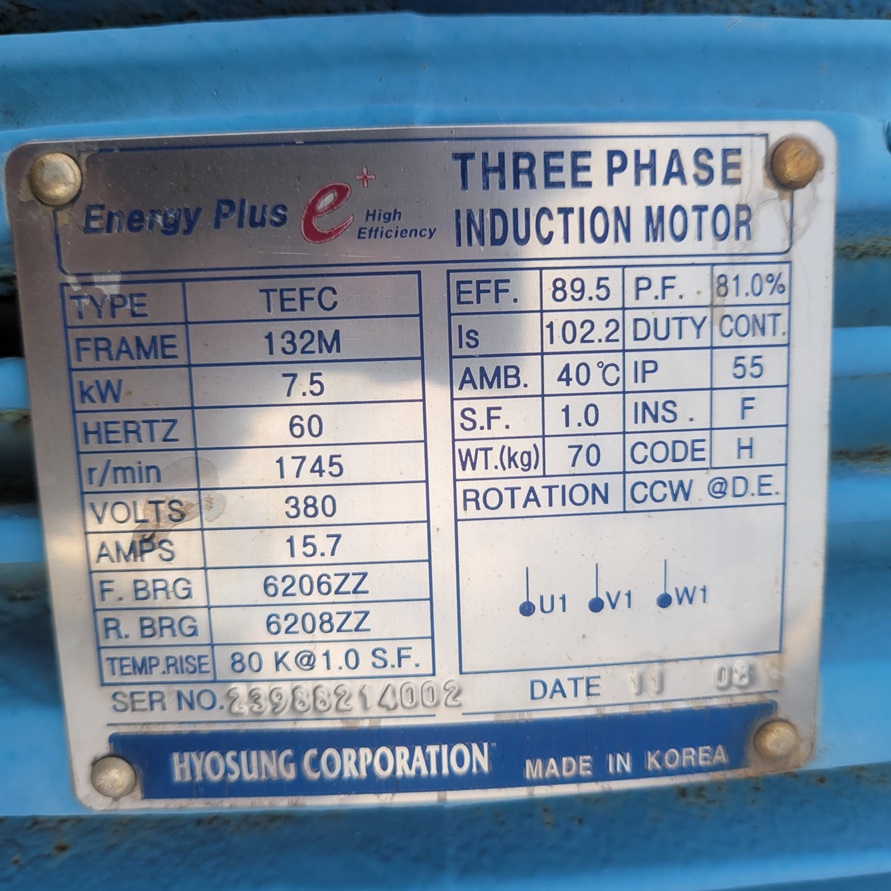 Energy Plus e+ High Efficiency
THREE PHASE
INDUCTION MOTOR
TYPE TEFC
FRAME 132M
kW 7.5
HERTZ 60
r/min 1745
VOLTS 380
AMPS 15.7
F. BRG 6206ZZ
R. BRG 6208ZZ
TEMP.RISE 80 K@1.0 S.F.
EFF. 89.5 P.F. 81.0%
Is 102.2 DUTY CONT.
AMB. 40℃ IP 55
S.F. 1.0 INS . F
WT.(kg) 70 CODE H
ROTATION CCW @D.E.
U1 V1 W1
SER NO. 23988214002
DATE 11 08
HYOSUNG CORPORATION MADE IN KOREA